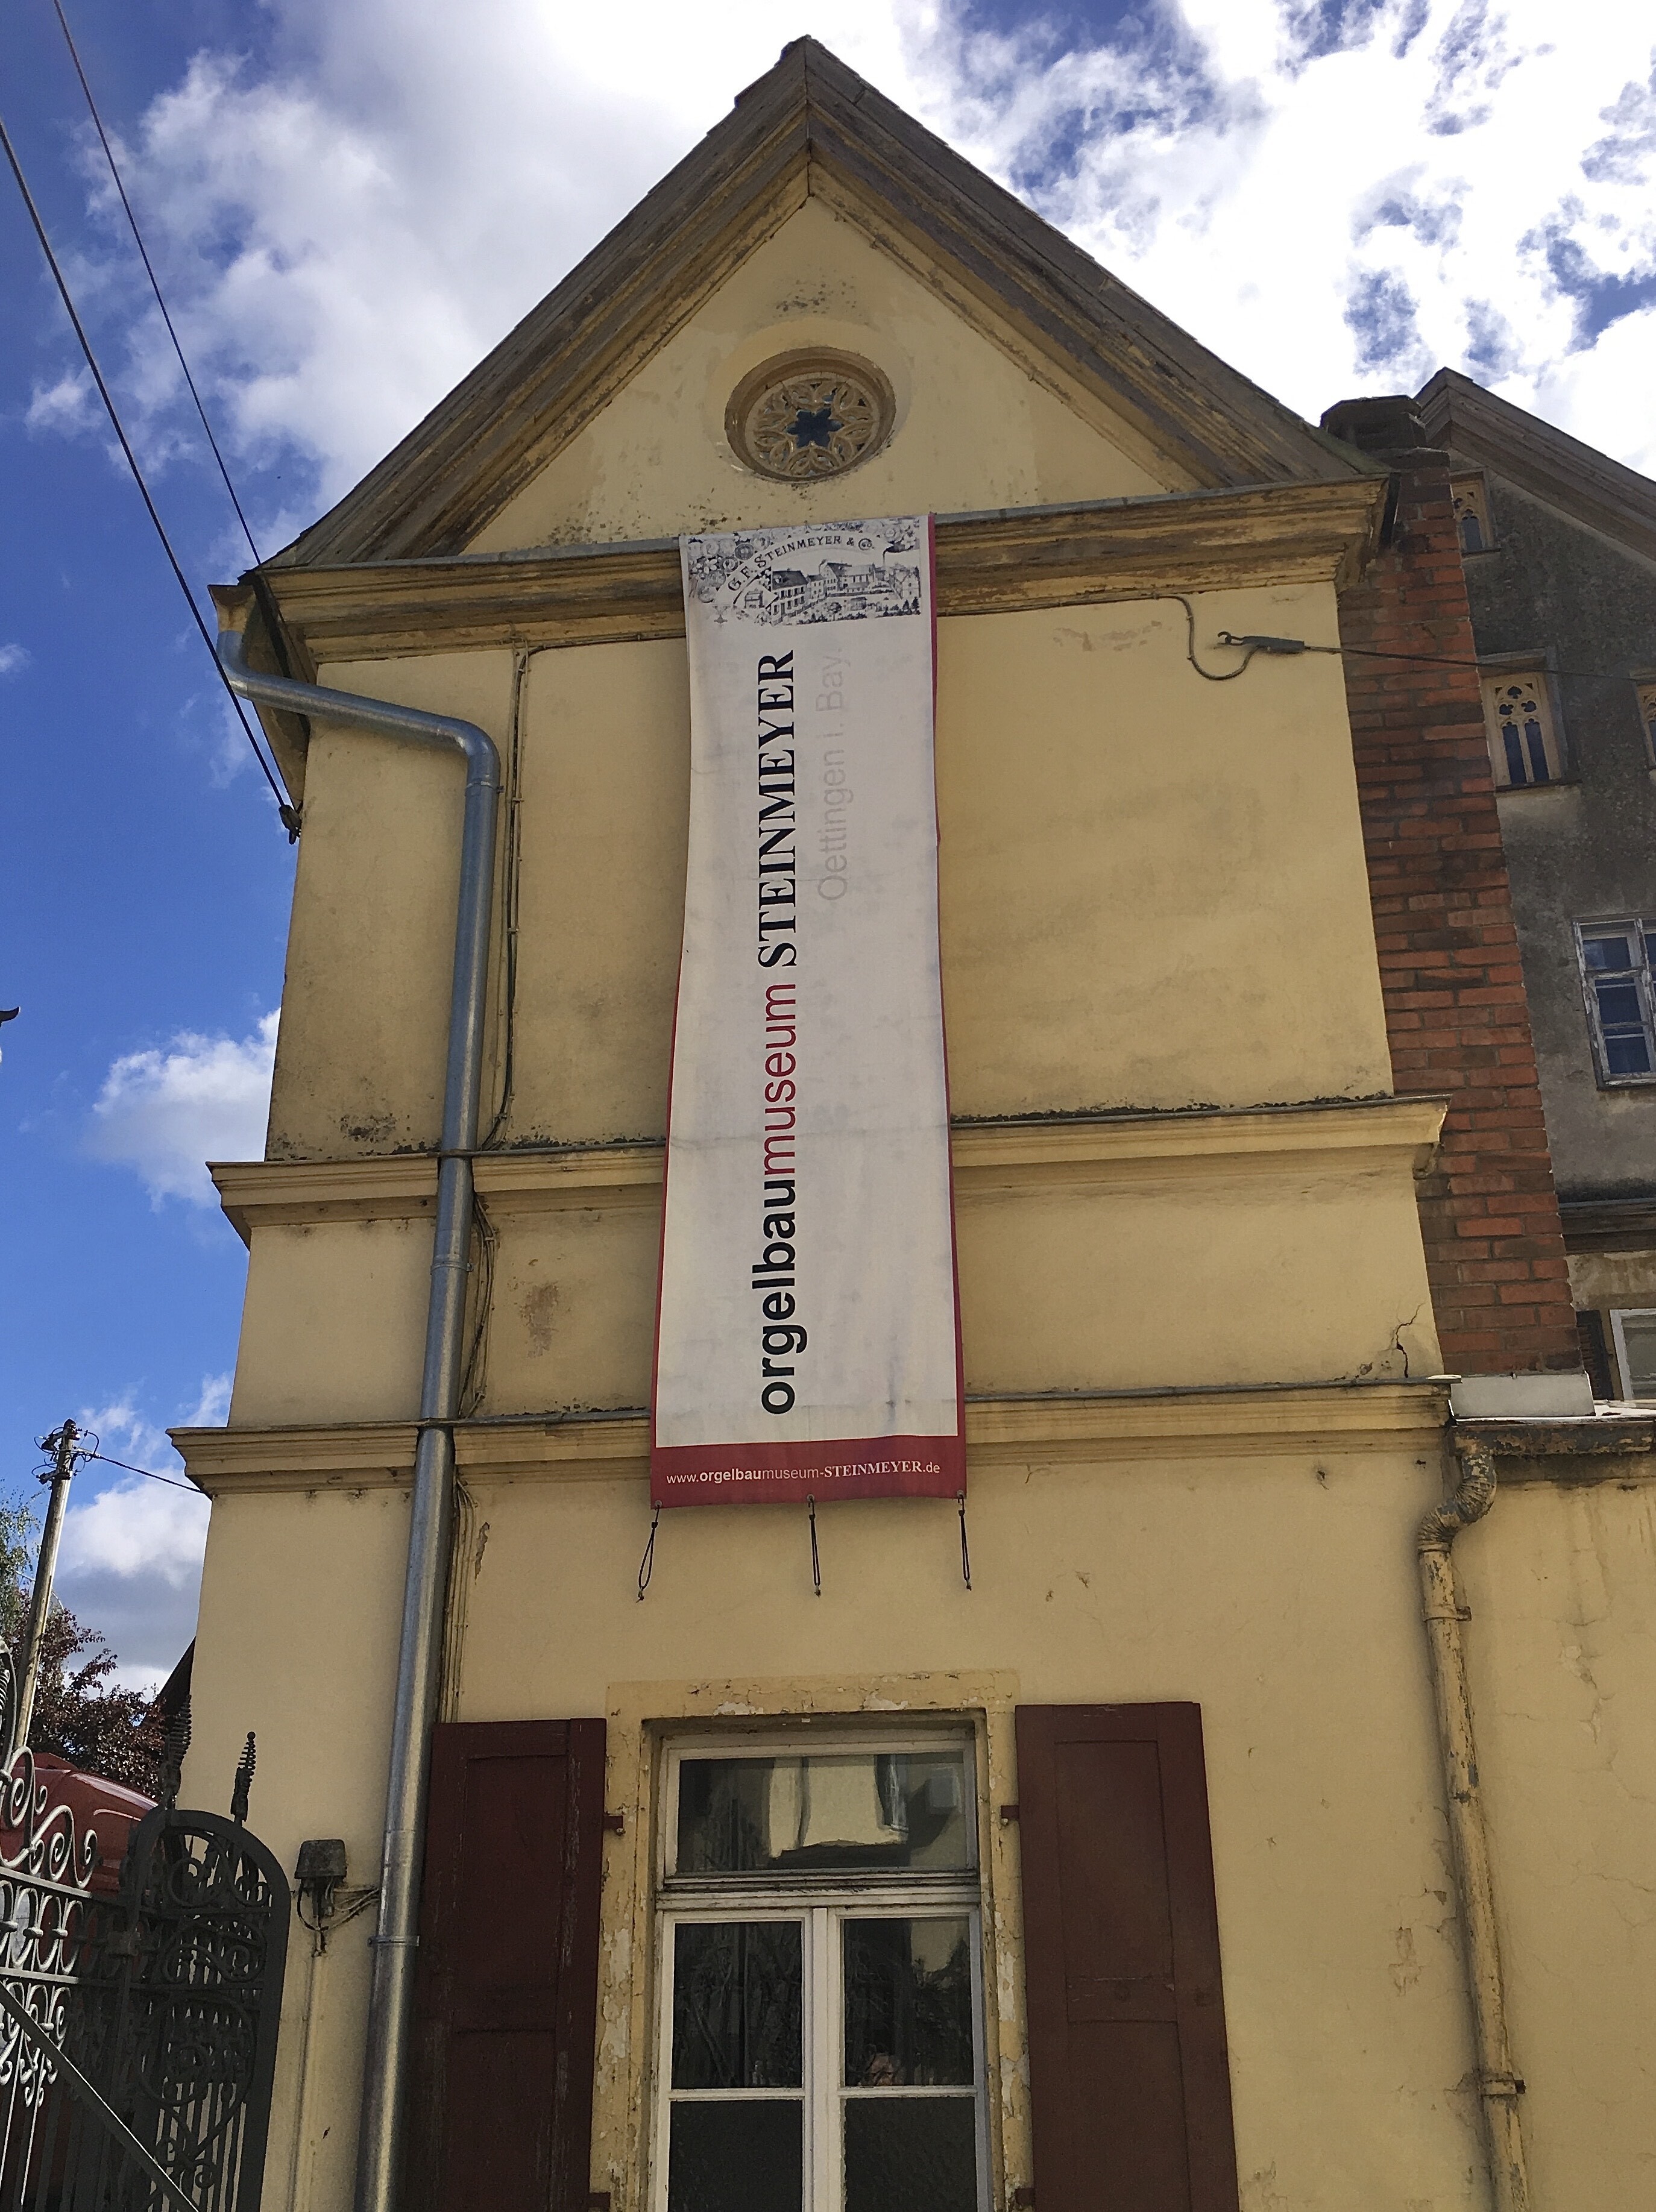 G.F. STEINMEYER & Co.
orgelbaumuseum STEINMEYER
Oettingen i. Bay.
www.orgelbaumuseum-STEINMEYER.de